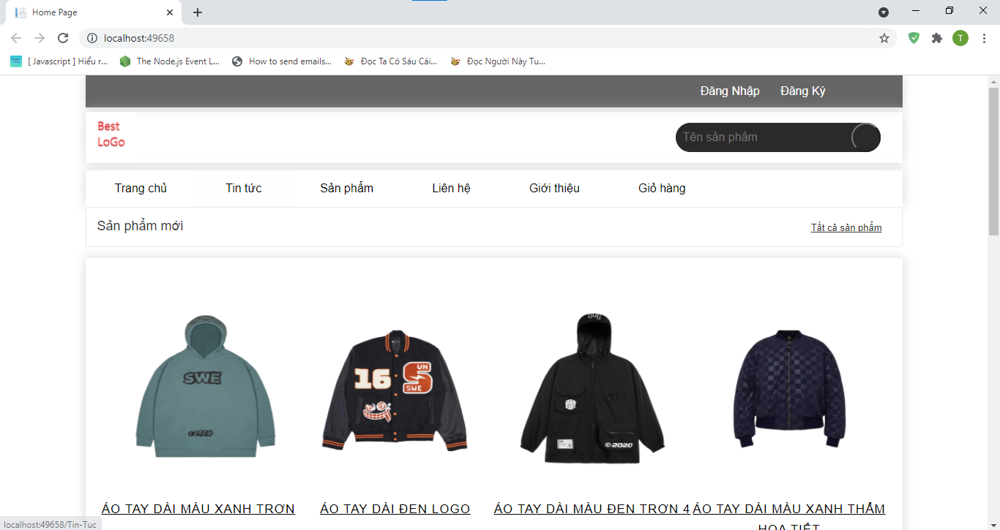 Home Page
localhost:49658
T
[ Javascript ] Hiểu r...
The Node.js Event L...
How to send emails...
Đọc Ta Có Sáu Cái...
Đọc Người Này Tu...
Đăng Nhập Đăng Ký
Best
LoGo
Tên sản phẩm
Trang chủ Tin tức Sản phẩm Liên hệ Giới thiệu Giỏ hàng
Sản phẩm mới
Tất cả sản phẩm
SWE
©2020
16
S
UN
SWE
©2020
ÁO TAY DÀI MÀU XANH TRƠN
ÁO TAY DÀI ĐEN LOGO
ÁO TAY DÀI MÀU ĐEN TRƠN 4
ÁO TAY DÀI MÀU XANH THẪM
HỌA TIẾT
localhost:49658/Tin-Tuc